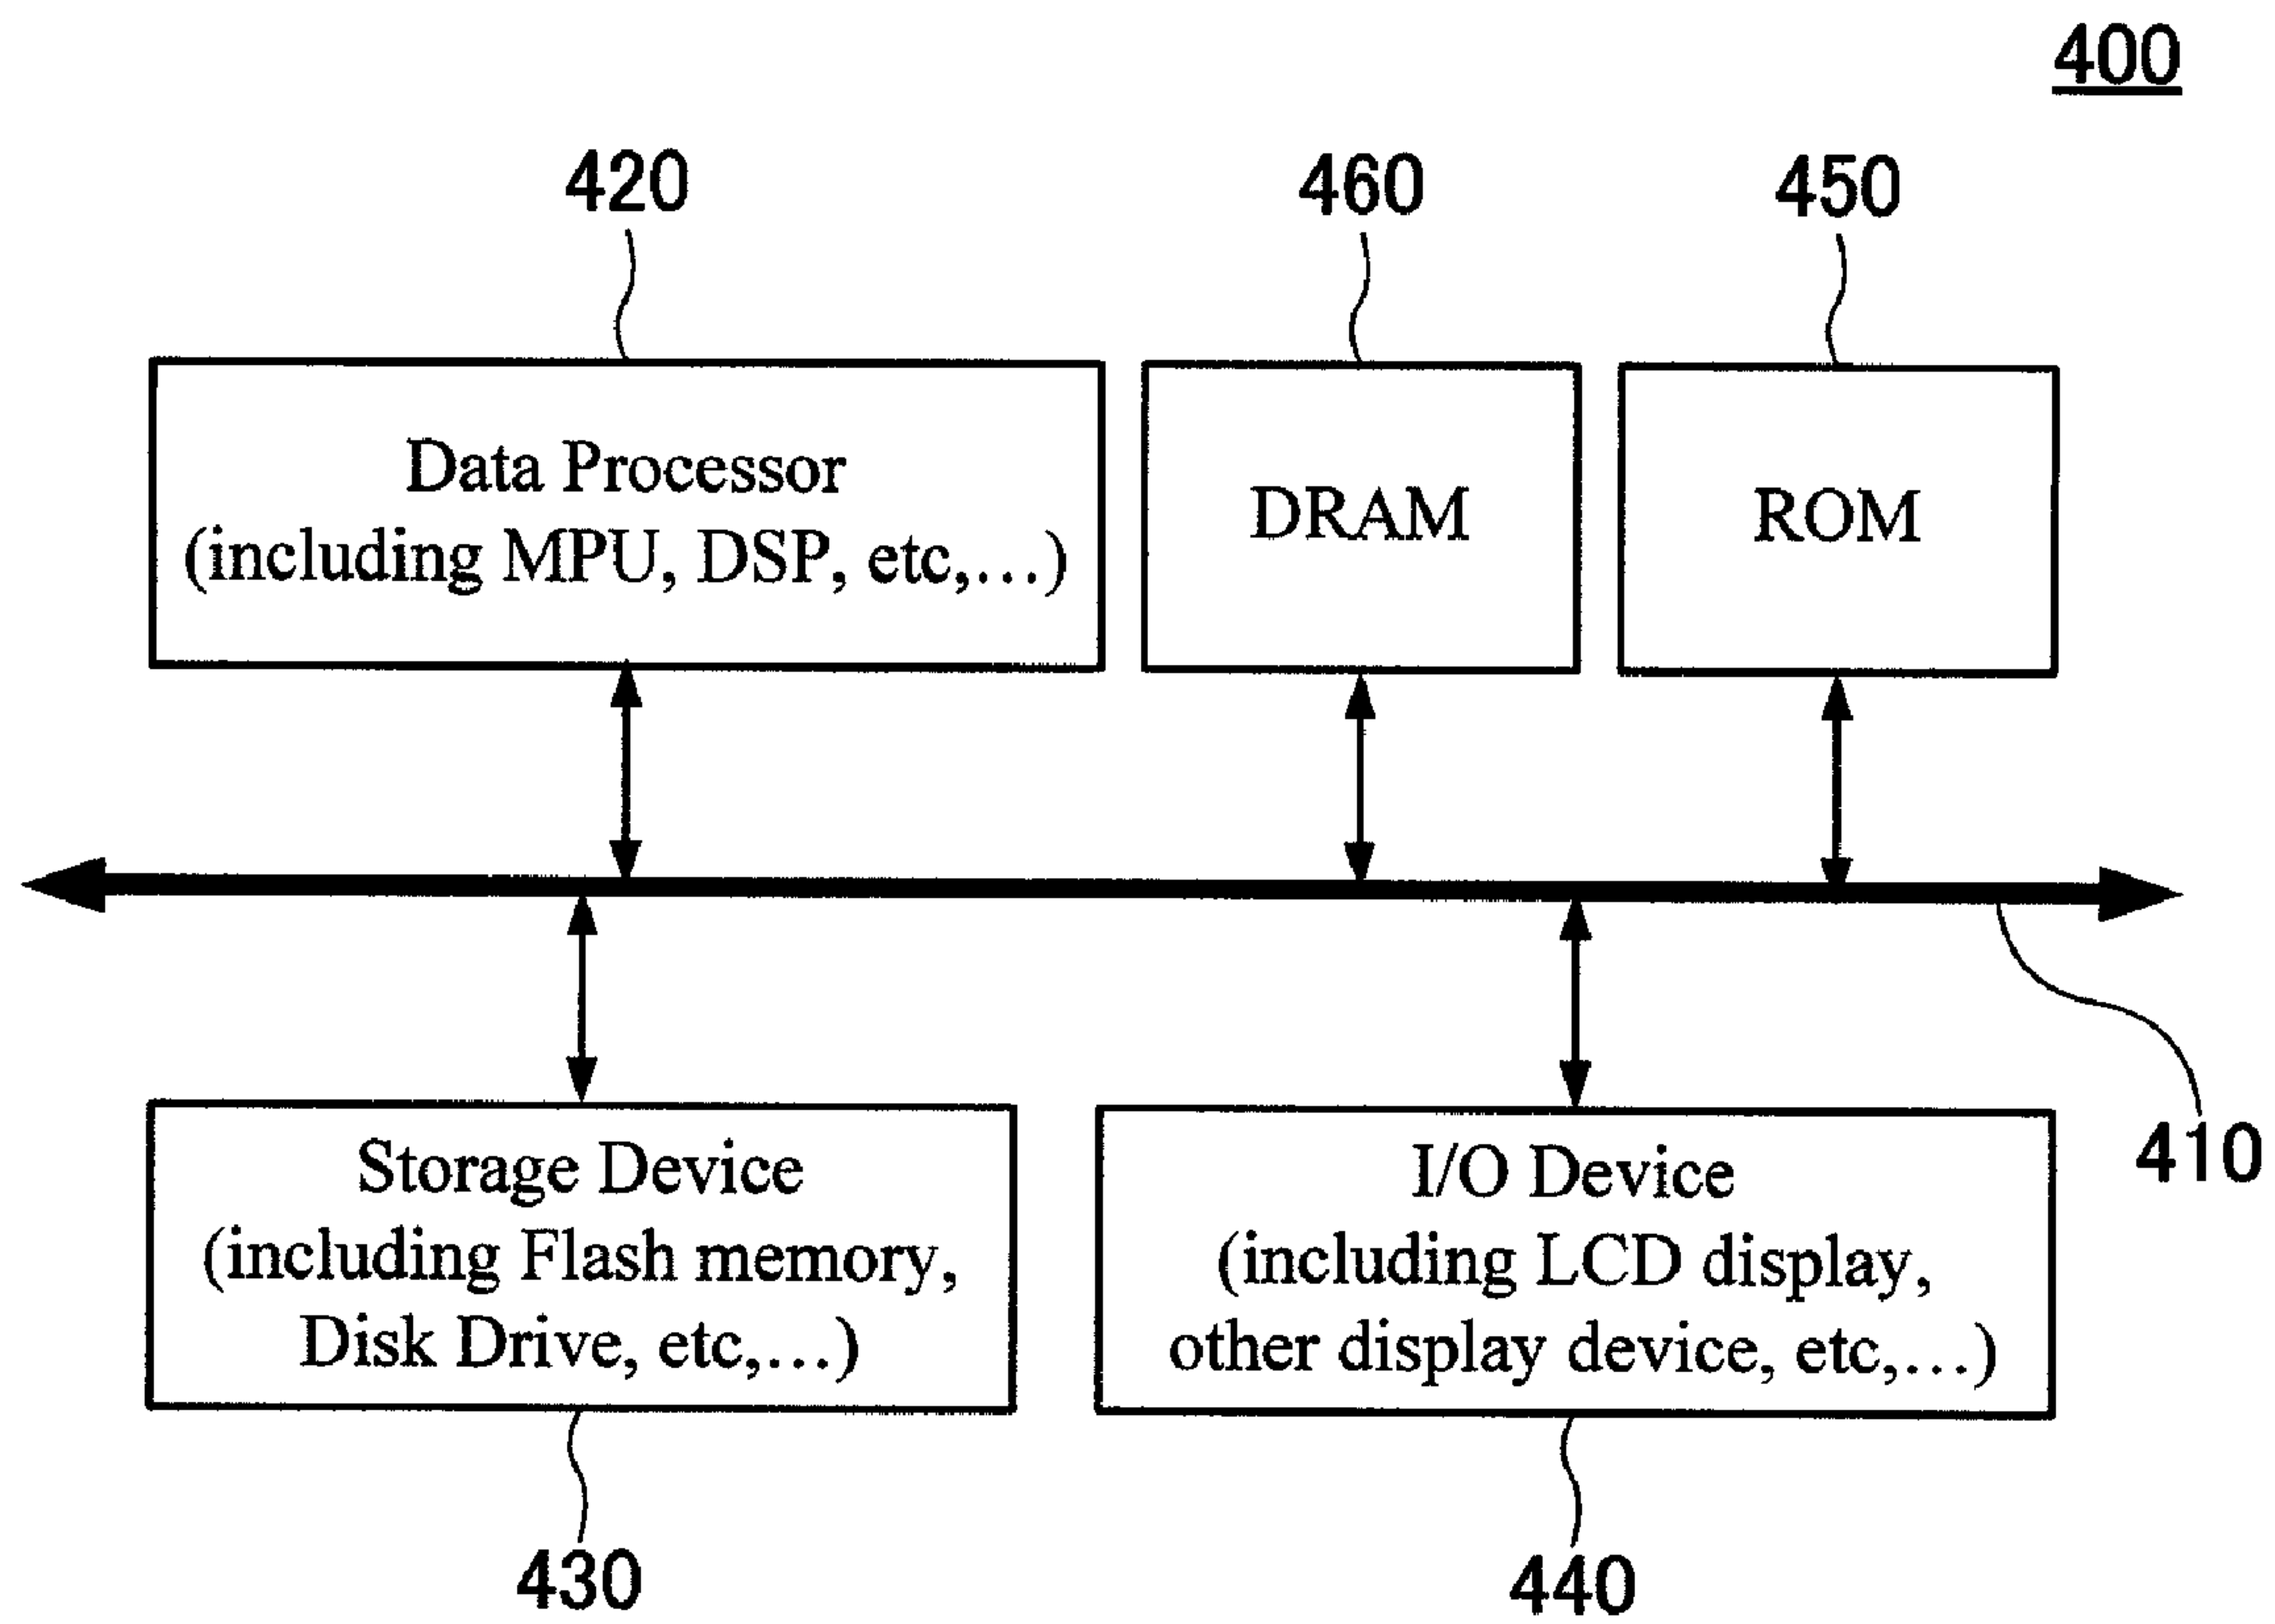 400
420
460
450
Data Processor
(including MPU, DSP, etc,...)
DRAM
ROM
410
Storage Device
(including Flash memory,
Disk Drive, etc,...)
I/O Device
(including LCD display,
other display device, etc,...)
430
440